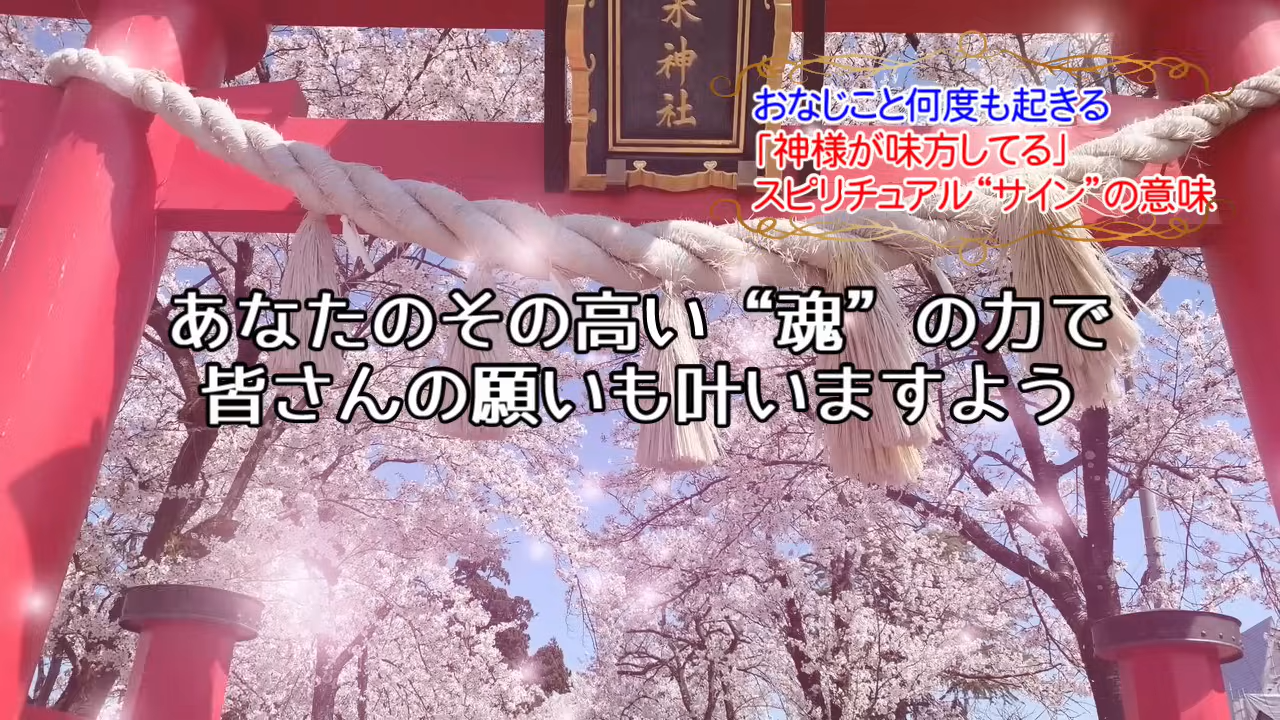 水神社
おなじこと何度も起きる
「神様が味方してる」
スピリチュアル“サイン”の意味
あなたのその高い“魂”の力で
皆さんの願いも叶いますよう